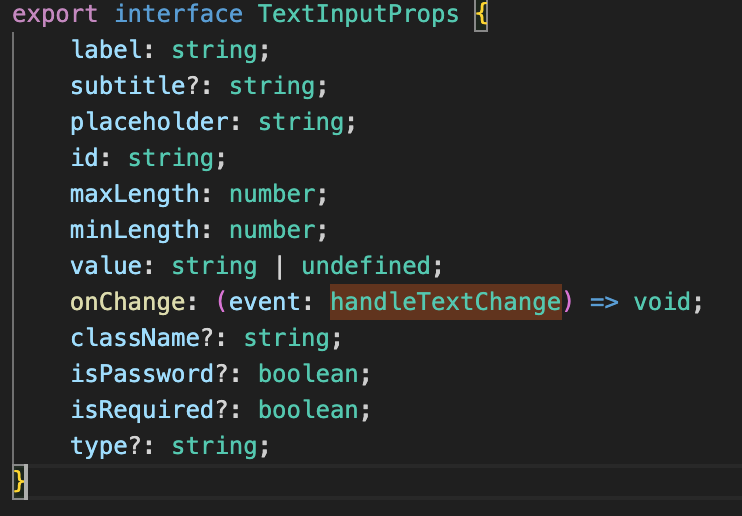 export interface TextInputProps {
label: string;
subtitle?: string;
placeholder: string;
id: string;
maxLength: number;
minLength: number;
value: string | undefined;
onChange: (event: handleTextChange) => void;
className?: string;
isPassword?: boolean;
isRequired?: boolean;
type?: string;
}